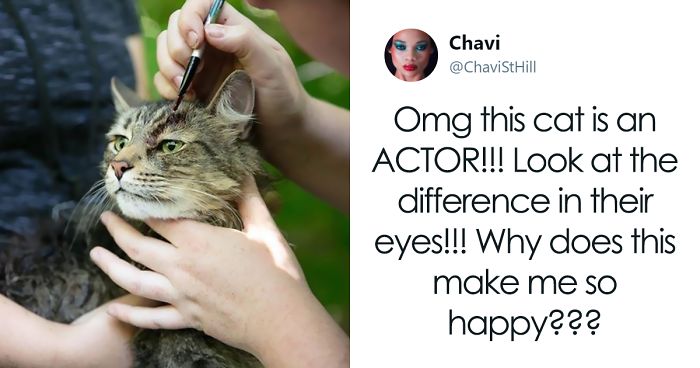 Chavi
@ChaviStHill
Omg this cat is an
ACTOR!!! Look at the
difference in their
eyes!!! Why does this
make me so
happy???